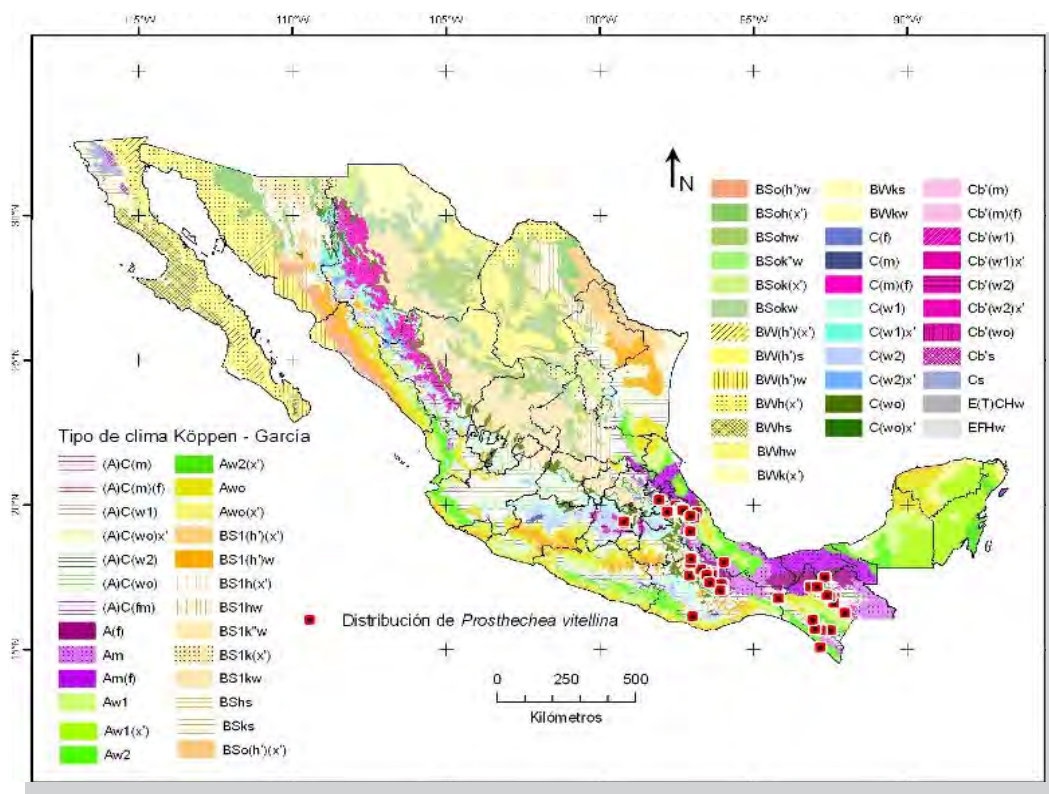 115°W
110°W
105°W
100°W
95°W
90°W
N
30°N
25°N
20°N
15°N
BSo(h')w
BSoh(x')
BSohw
BSok"w
BSok(x')
BSokw
BW(h')(x')
BW(h')s
BW(h')w
BWh(x')
BWhs
BWhw
BWk(x')
BWks
BWkw
C(f)
C(m)
C(m)(f)
C(w1)
C(w1)x'
C(w2)
C(w2)x'
C(wo)
C(wo)x'
Cb'(m)
Cb'(m)(f)
Cb'(w1)
Cb'(w1)x'
Cb'(w2)
Cb'(w2)x'
Cb'(wo)
Cb's
Cs
E(T)CHw
EFHw
Tipo de clima Köppen - García
(A)C(m)
(A)C(m)(f)
(A)C(w1)
(A)C(wo)x'
(A)C(w2)
(A)C(wo)
(A)C(fm)
A(f)
Am
Am(f)
Aw1
Aw1(x')
Aw2
Aw2(x')
Awo
Awo(x')
BS1(h')(x')
BS1(h')w
BS1h(x')
BS1hw
BS1k"w
BS1k(x')
BS1kw
BShs
BSks
BSo(h')(x')
Distribución de Prosthechea vitellina
0 250 500
Kilómetros